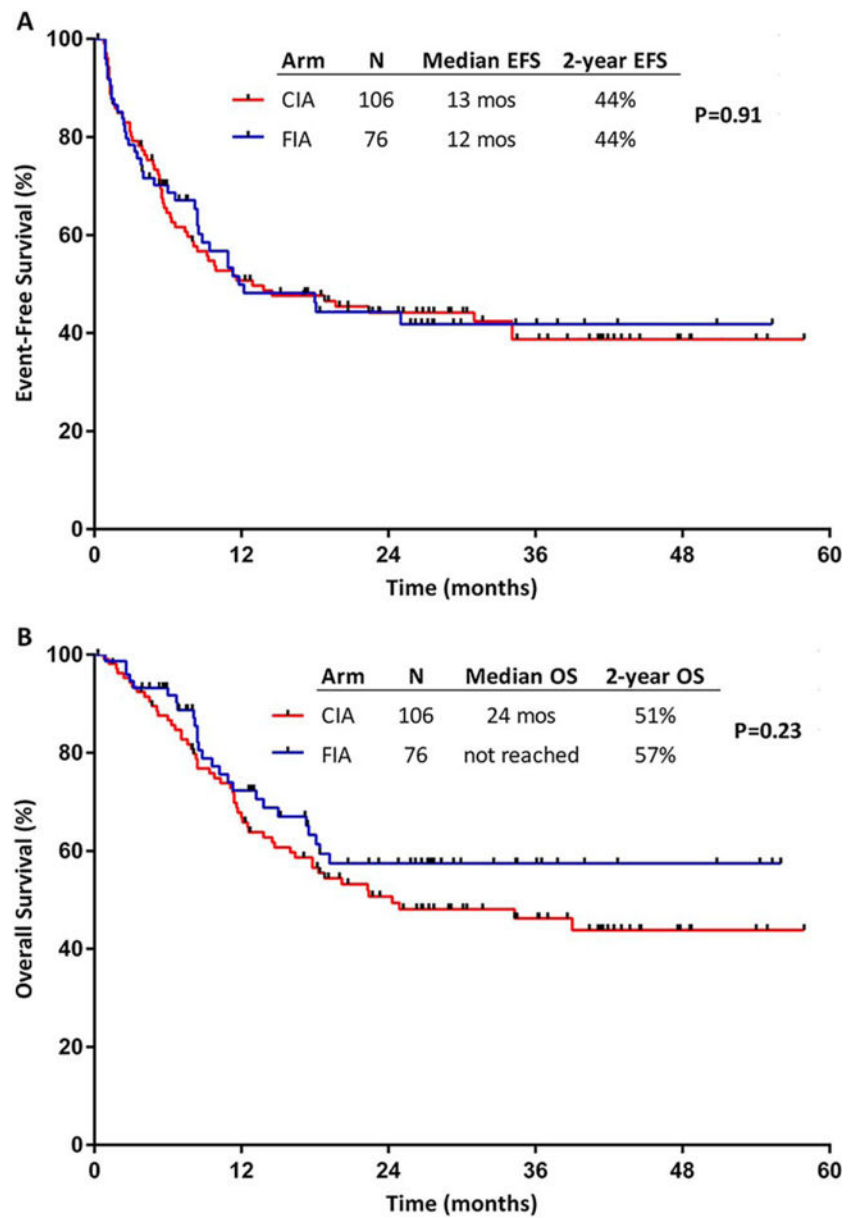 A
100
80
60
40
20
0
Event-Free Survival (%)
Arm N Median EFS 2-year EFS
CIA 106 13 mos 44%
FIA 76 12 mos 44%
P=0.91
0 12 24 36 48 60
Time (months)
B
100
80
60
40
20
0
Overall Survival (%)
Arm N Median OS 2-year OS
CIA 106 24 mos 51%
FIA 76 not reached 57%
P=0.23
0 12 24 36 48 60
Time (months)